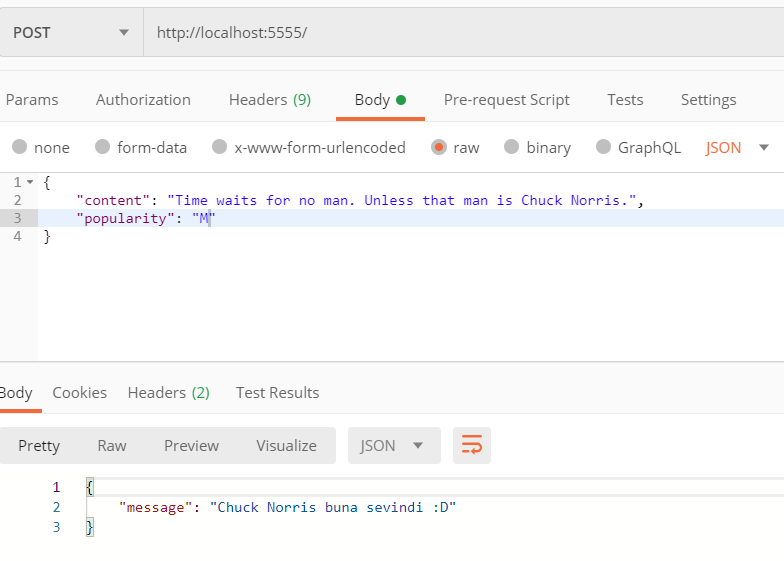 POST http://localhost:5555/
Params Authorization Headers (9) Body Pre-request Script Tests Settings
none form-data x-www-form-urlencoded raw binary GraphQL JSON
1 {
2 "content": "Time waits for no man. Unless that man is Chuck Norris.",
3 "popularity": "M"
4 }
Body Cookies Headers (2) Test Results
Pretty Raw Preview Visualize JSON
1 {
2 "message": "Chuck Norris buna sevindi :D"
3 }